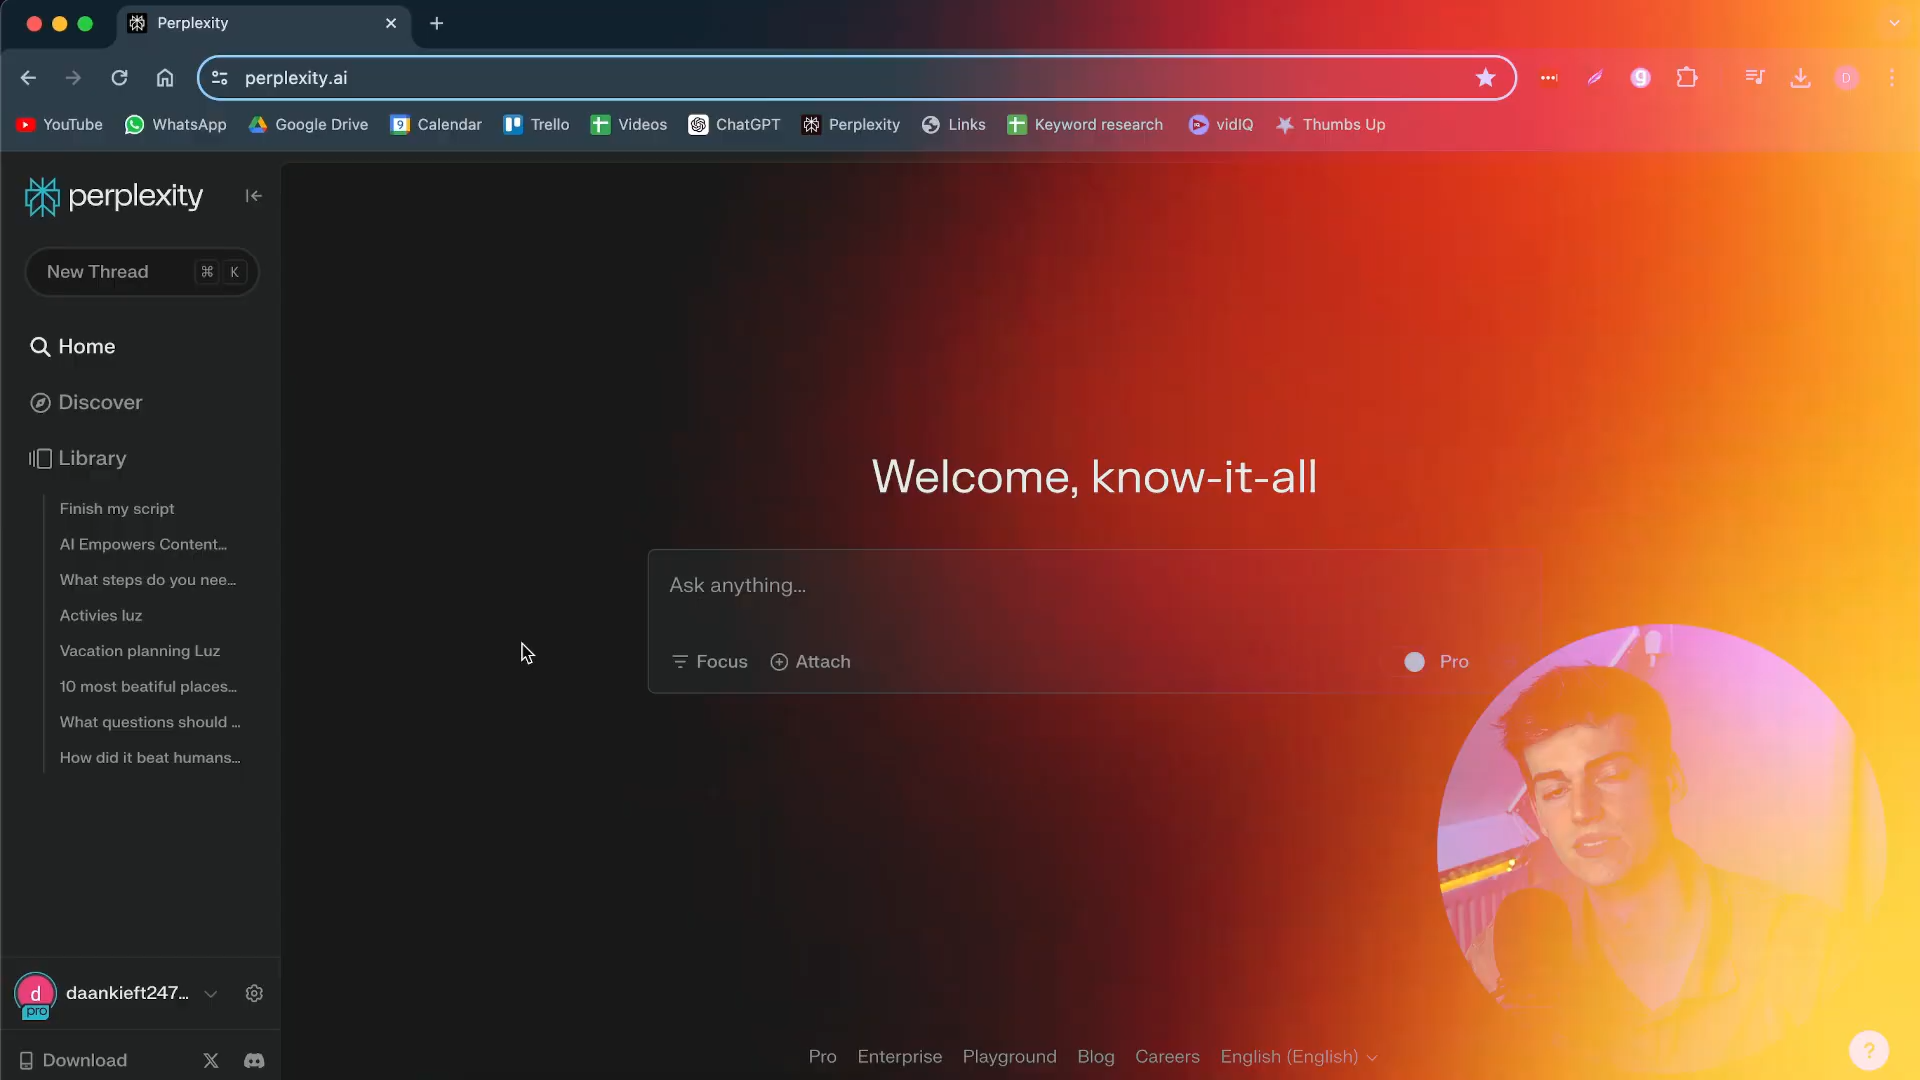 Perplexity
perplexity.ai
YouTube WhatsApp Google Drive Calendar Trello Videos ChatGPT Perplexity Links Keyword research vidIQ Thumbs Up
perplexity
New Thread ⌘ K
Home
Discover
Library
Finish my script
AI Empowers Content...
What steps do you nee...
Activies luz
Vacation planning Luz
10 most beatiful places...
What questions should ...
How did it beat humans...
Welcome, know-it-all
Ask anything...
Focus Attach Pro
d
pro
daankieft247...
Download
Pro Enterprise Playground Blog Careers English (English)
?